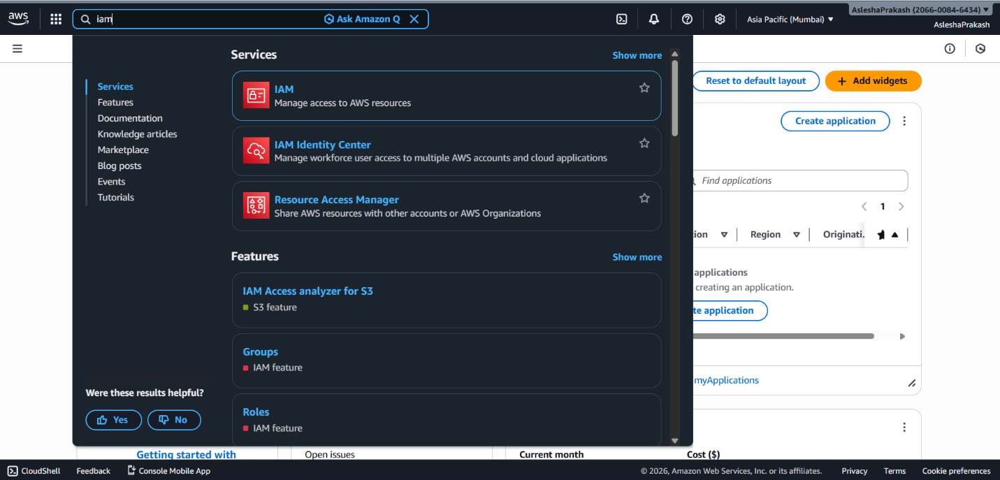 aws
iam
Ask Amazon Q
Asia Pacific (Mumbai) ▼
AsleshaPrakash (2066-0084-6434) ▼
AsleshaPrakash
Services
Features
Documentation
Knowledge articles
Marketplace
Blog posts
Events
Tutorials
Were these results helpful?
Yes
No
Services
Show more
IAM
Manage access to AWS resources
IAM Identity Center
Manage workforce user access to multiple AWS accounts and cloud applications
Resource Access Manager
Share AWS resources with other accounts or AWS Organizations
Features
Show more
IAM Access analyzer for S3
S3 feature
Groups
IAM feature
Roles
IAM feature
Reset to default layout
+ Add widgets
Create application
Find applications
1
Region
Originati.
applications
creating an application.
application
myApplications
Getting started with
Open issues
Current month
Cost ($)
CloudShell
Feedback
Console Mobile App
© 2026, Amazon Web Services, Inc. or its affiliates.
Privacy
Terms
Cookie preferences